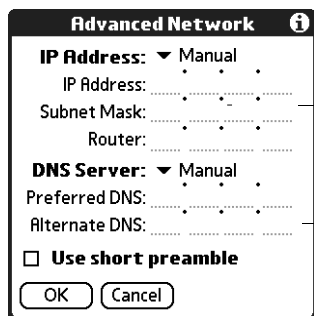 Advanced Network
IP Address: Manual
IP Address:
Subnet Mask:
Router:
DNS Server: Manual
Preferred DNS:
Alternate DNS:
Use short preamble
OK Cancel